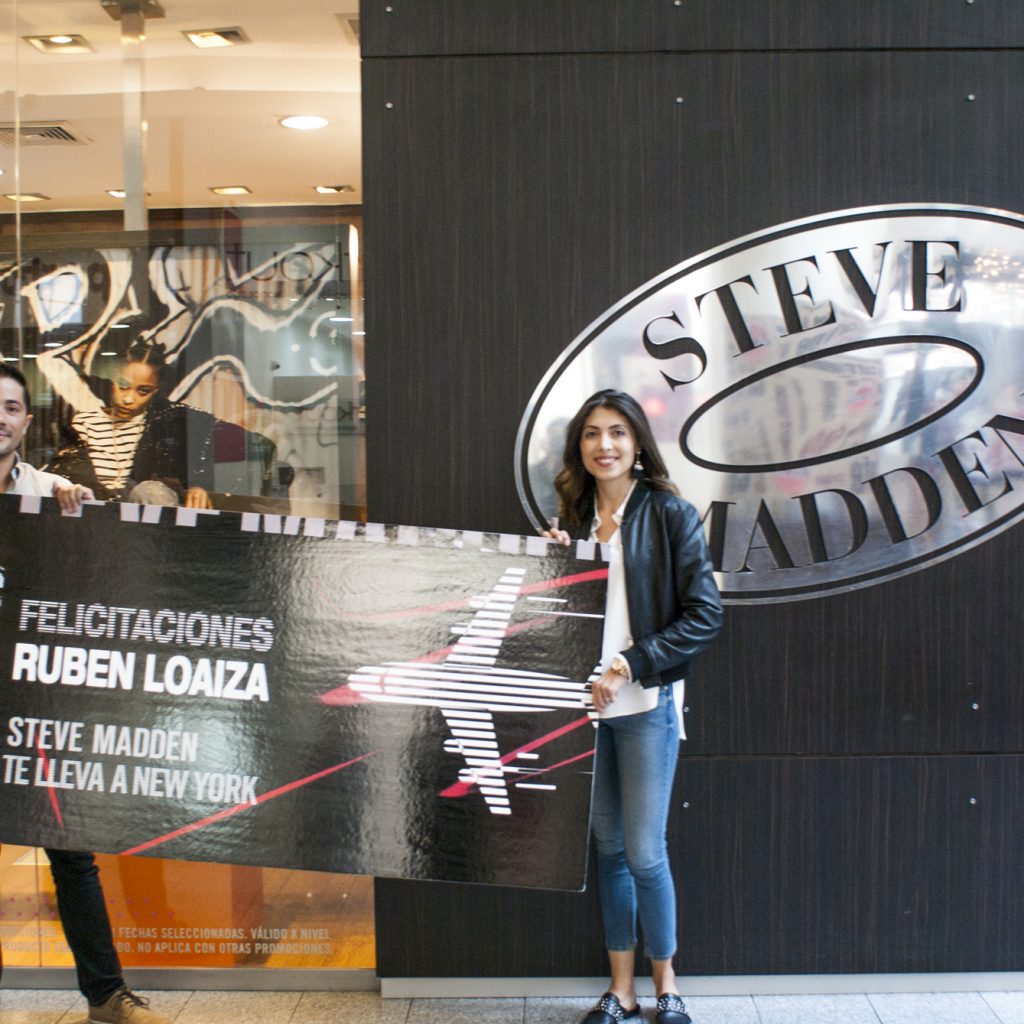 STEVE
MADDEN
FELICITACIONES
RUBEN LOAIZA
STEVE MADDEN
TE LLEVA A NEW YORK
FECHAS SELECCIONADAS. VÁLIDO A NIVEL
NO APLICA CON OTRAS PROMOCIONES.